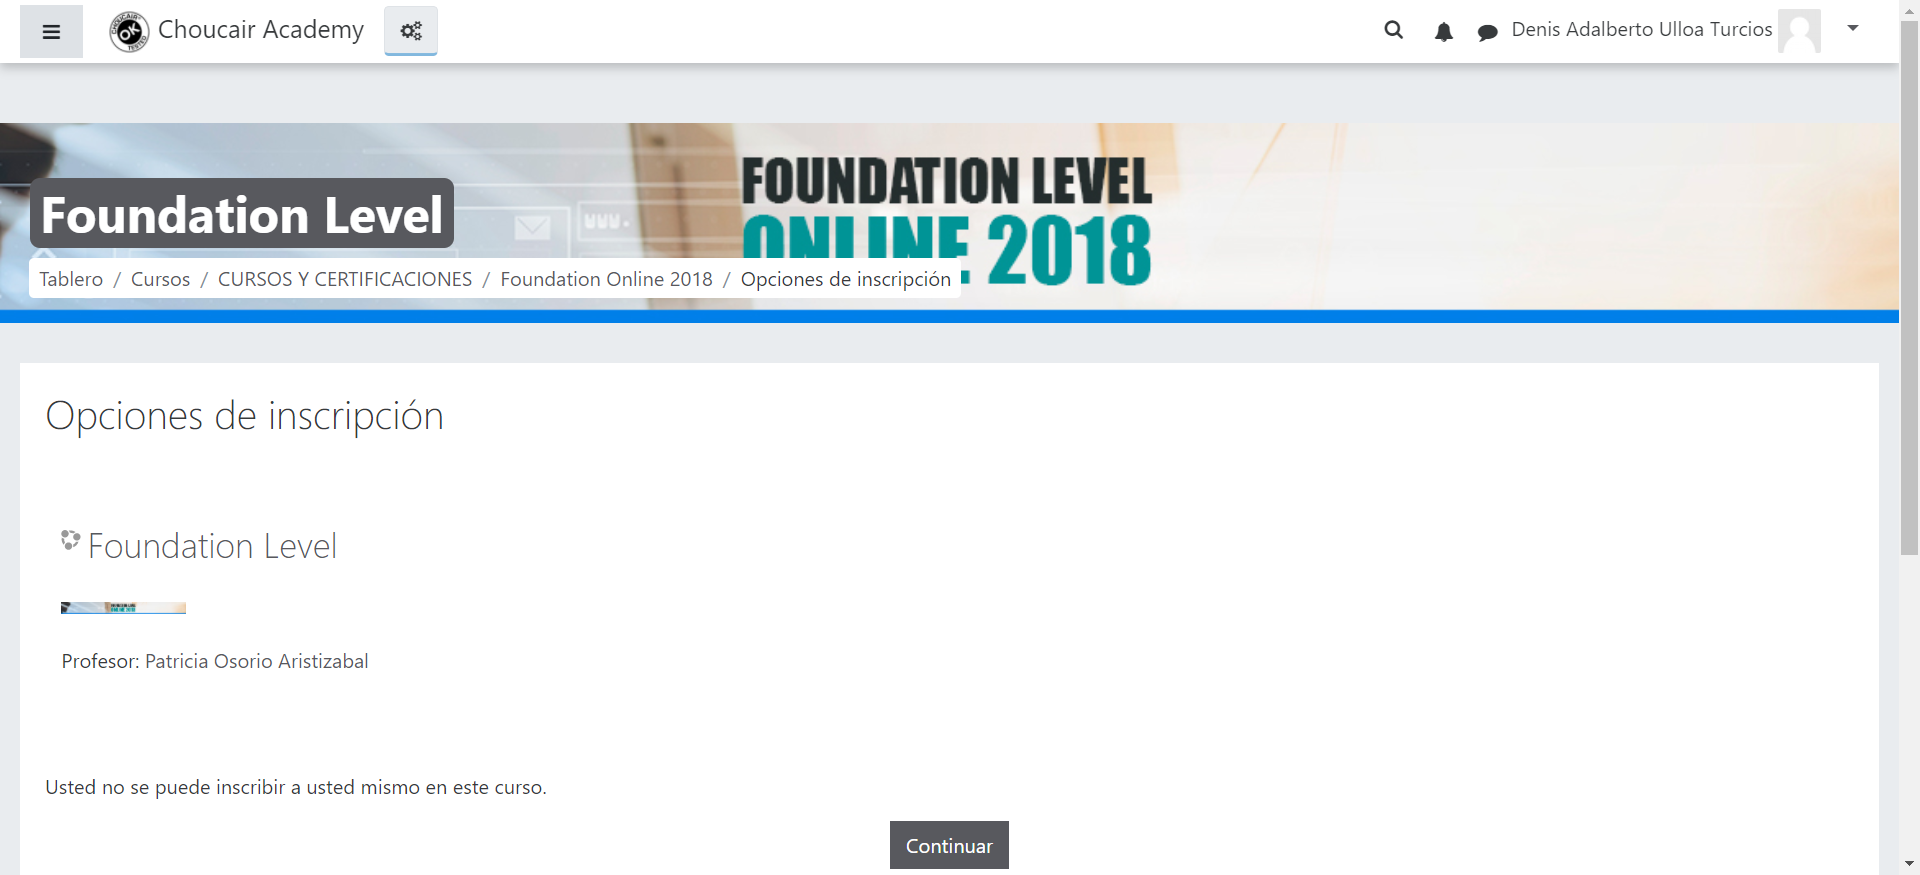 Choucair Academy
Denis Adalberto Ulloa Turcios
FOUNDATION LEVEL
ONLINE 2018
Foundation Level
Tablero / Cursos / CURSOS Y CERTIFICACIONES / Foundation Online 2018 / Opciones de inscripción
Opciones de inscripción
Foundation Level
Profesor: Patricia Osorio Aristizabal
Usted no se puede inscribir a usted mismo en este curso.
Continuar